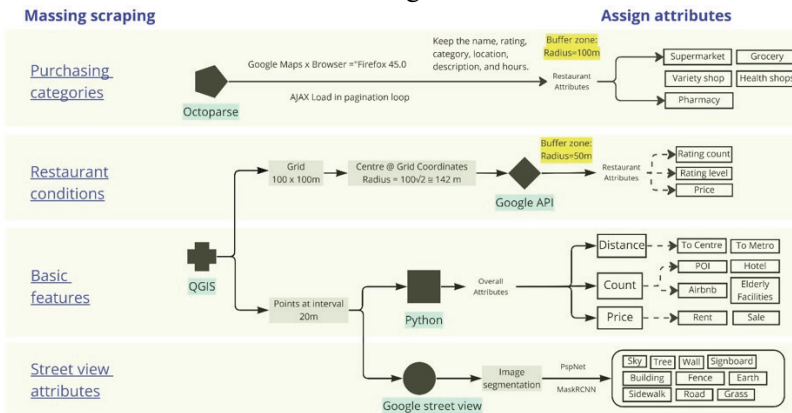 Massing scraping
Assign attributes
Purchasing
categories
Octoparse
Google Maps x Browser ="Firefox 45.0
AJAX Load in pagination loop
Keep the name, rating,
category, location,
description, and hours.
Buffer zone:
Radius=100m
Restaurant
Attributes
Supermarket
Grocery
Variety shop
Health shops
Pharmacy
Restaurant
conditions
Grid
100 x 100m
Centre @ Grid Coordinates
Radius = 100√2 ≅ 142 m
Google API
Buffer zone:
Radius=50m
Restaurant
Attributes
Rating count
Rating level
Price
Basic
features
QGIS
Points at interval
20m
Python
Overall
Attributes
Distance
Count
Price
To Centre
To Metro
POI
Hotel
Airbnb
Elderly
Facilities
Rent
Sale
Street view
attributes
Google street view
Image
segmentation
PspNet
MaskRCNN
Sky
Tree
Wall
Signboard
Building
Fence
Earth
Sidewalk
Road
Grass